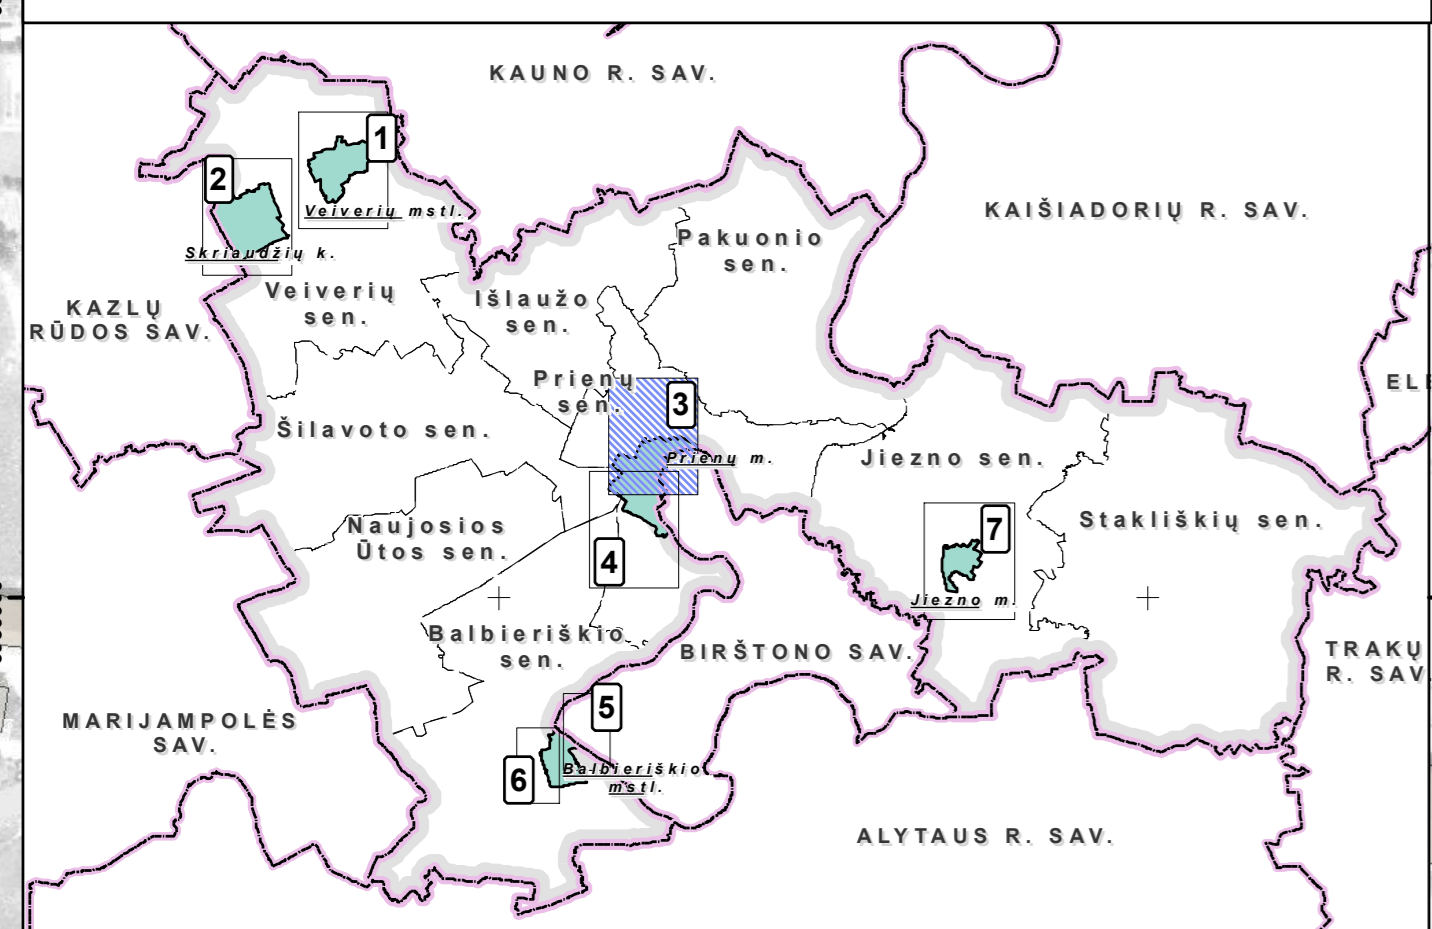 KAUNO R. SAV.
1
2
Veiverių mstl.
KAIŠIADORIŲ R. SAV.
Pakuonio
sen.
Skriaudžių k.
Veiverių
sen.
Išlaužo
sen.
KAZLŲ
RŪDOS SAV.
Prienų
sen.
3
ELE
Šilavoto sen.
Prienų m.
Jiezno sen.
Naujosios
Ūtos sen.
7
Stakliškių sen.
4
Jiezno m.
Balbieriškio
sen.
BIRŠTONO SAV.
TRAKŲ
R. SAV.
MARIJAMPOLĖS
SAV.
5
6
Balbieriškio
mstl.
ALYTAUS R. SAV.